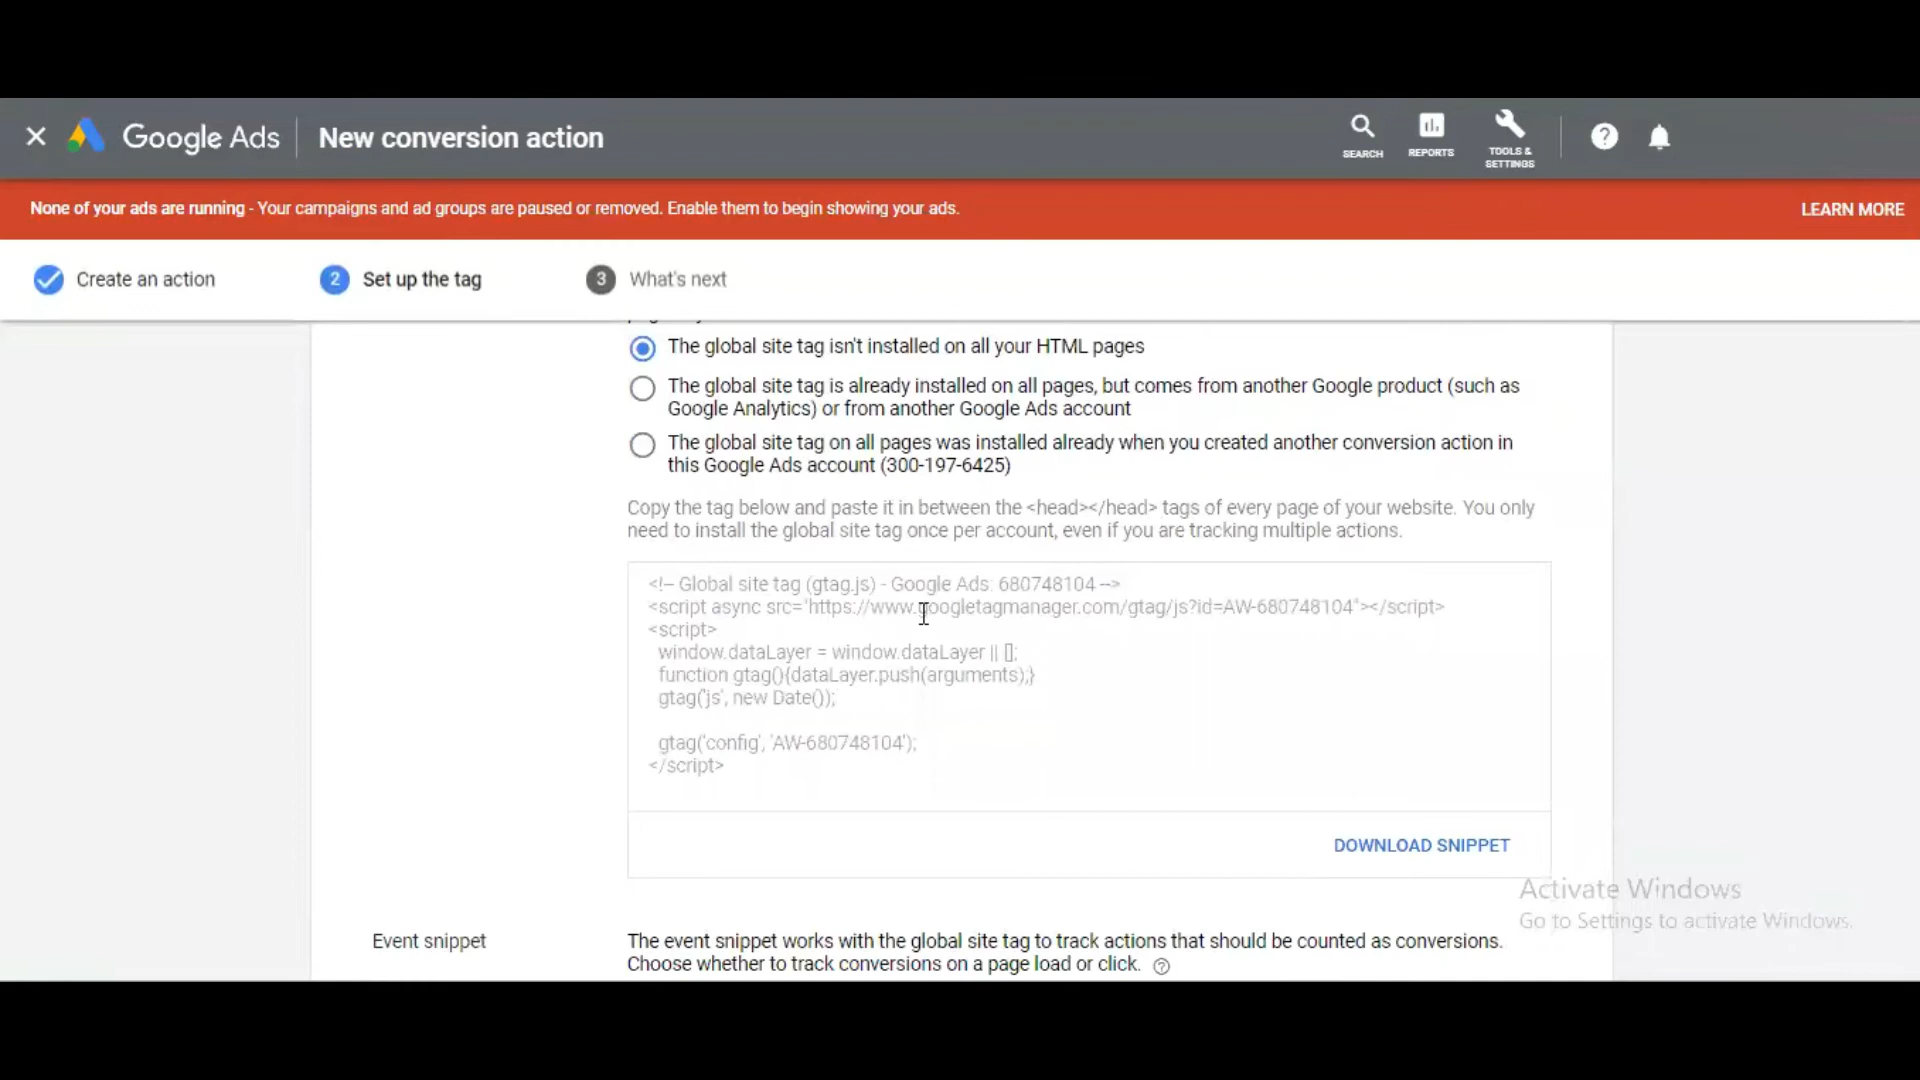 Google Ads New conversion action
SEARCH
REPORTS
TOOLS &
SETTINGS
None of your ads are running - Your campaigns and ad groups are paused or removed. Enable them to begin showing your ads.
LEARN MORE
Create an action
2 Set up the tag
3 What's next
The global site tag isn't installed on all your HTML pages
The global site tag is already installed on all pages, but comes from another Google product (such as
Google Analytics) or from another Google Ads account
The global site tag on all pages was installed already when you created another conversion action in
this Google Ads account (300-197-6425)
Copy the tag below and paste it in between the <head></head> tags of every page of your website. You only
need to install the global site tag once per account, even if you are tracking multiple actions.
<!-- Global site tag (gtag.js) - Google Ads: 680748104 -->
<script async src="https://www.googletagmanager.com/gtag/js?id=AW-680748104"></script>
<script>
window.dataLayer = window.dataLayer || [];
function gtag(){dataLayer.push(arguments);}
gtag('js', new Date());
gtag('config', 'AW-680748104');
</script>
DOWNLOAD SNIPPET
Activate Windows
Go to Settings to activate Windows.
Event snippet
The event snippet works with the global site tag to track actions that should be counted as conversions.
Choose whether to track conversions on a page load or click.